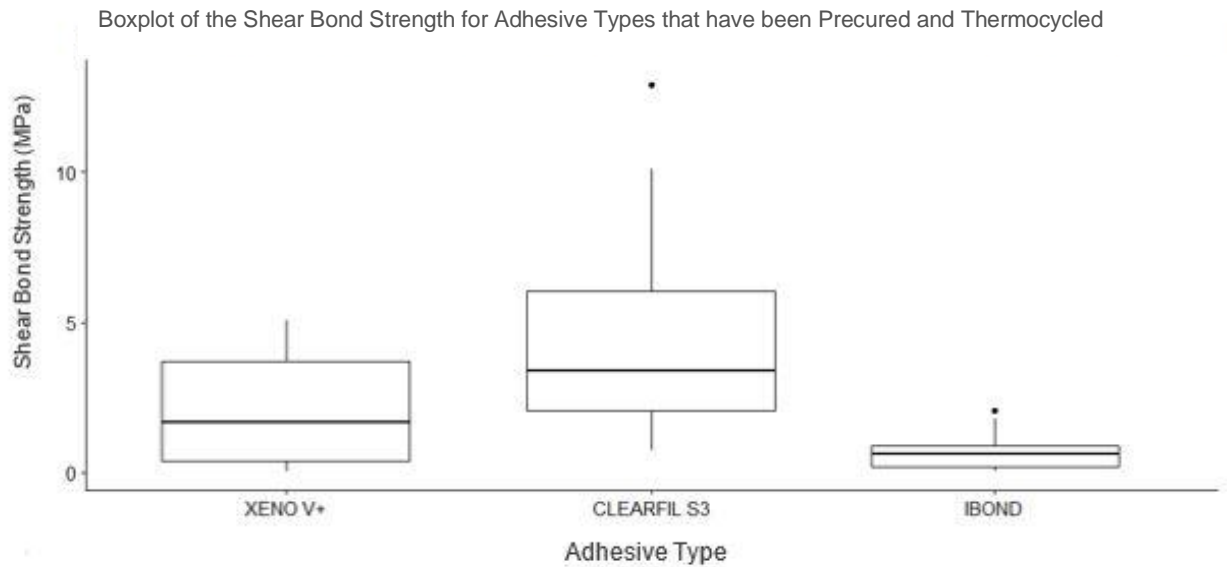 Boxplot of the Shear Bond Strength for Adhesive Types that have been Precured and Thermocycled
Shear Bond Strength (MPa)
10
5
0
XENO V+ CLEARFIL S3 IBOND
Adhesive Type